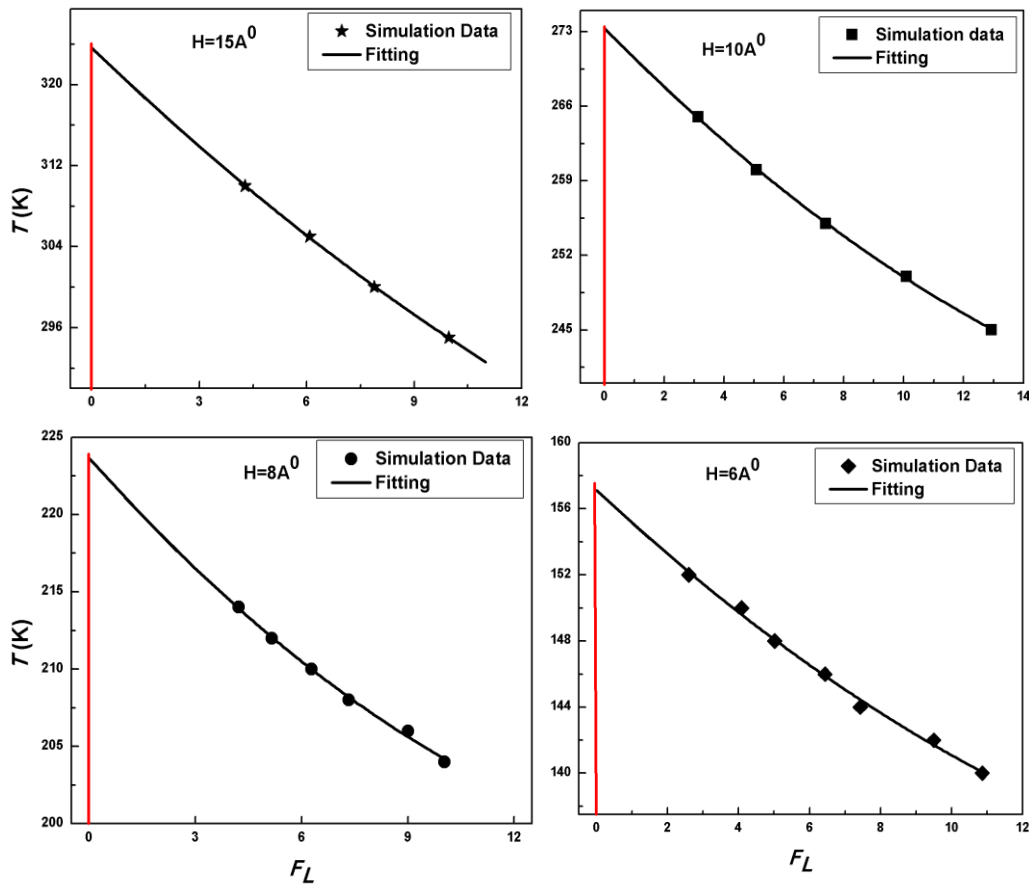 H=15A⁰
Simulation Data
Fitting
T (K)
320
312
304
296
0 3 6 9 12
H=10A⁰
Simulation data
Fitting
273
266
259
252
245
0 2 4 6 8 10 12 14
H=8A⁰
Simulation Data
Fitting
T (K)
225
220
215
210
205
200
0 3 6 9 12
F_L
H=6A⁰
Simulation Data
Fitting
160
156
152
148
144
140
0 2 4 6 8 10 12
F_L